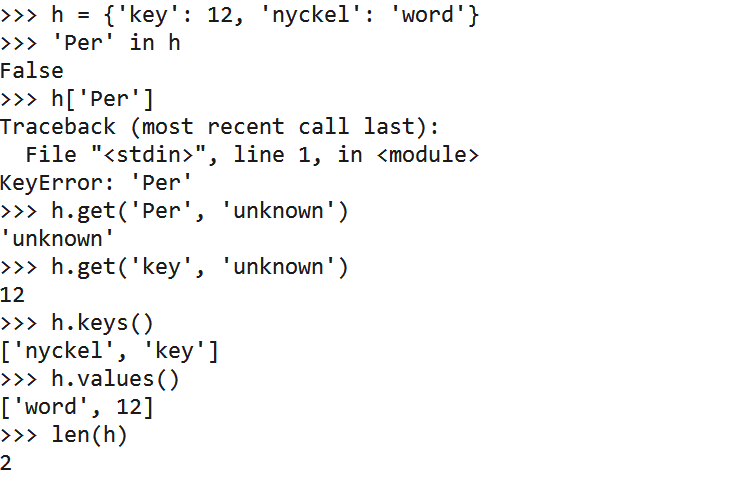 >>> h = {'key': 12, 'nyckel': 'word'}
>>> 'Per' in h
False
>>> h['Per']
Traceback (most recent call last):
  File "<stdin>", line 1, in <module>
KeyError: 'Per'
>>> h.get('Per', 'unknown')
'unknown'
>>> h.get('key', 'unknown')
12
>>> h.keys()
['nyckel', 'key']
>>> h.values()
['word', 12]
>>> len(h)
2